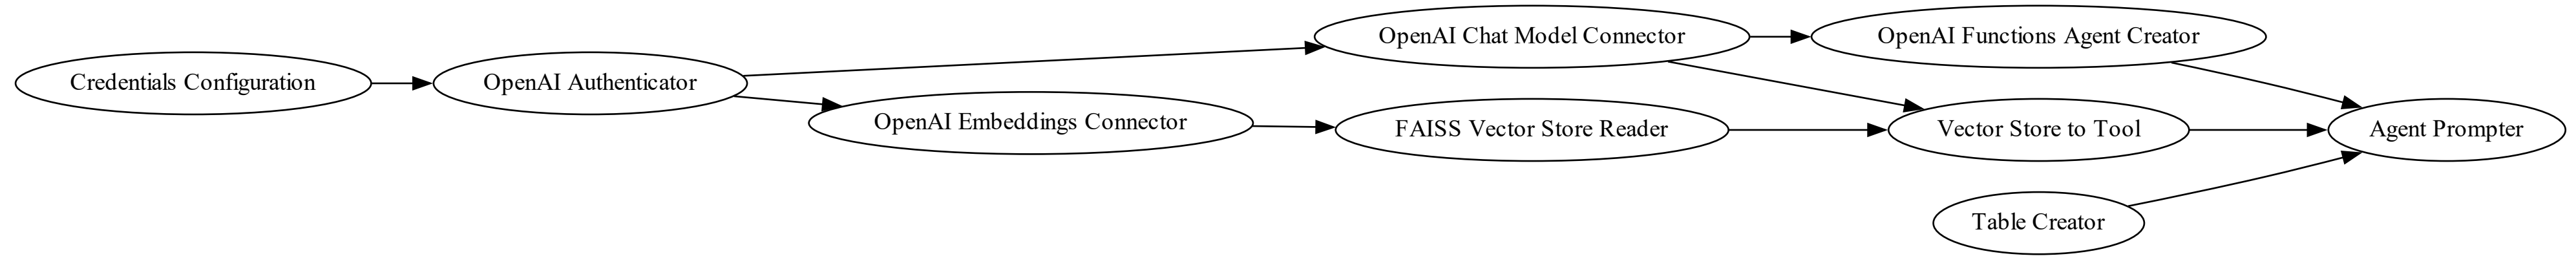 Credentials Configuration
OpenAI Authenticator
OpenAI Chat Model Connector
OpenAI Embeddings Connector
OpenAI Functions Agent Creator
FAISS Vector Store Reader
Vector Store to Tool
Table Creator
Agent Prompter